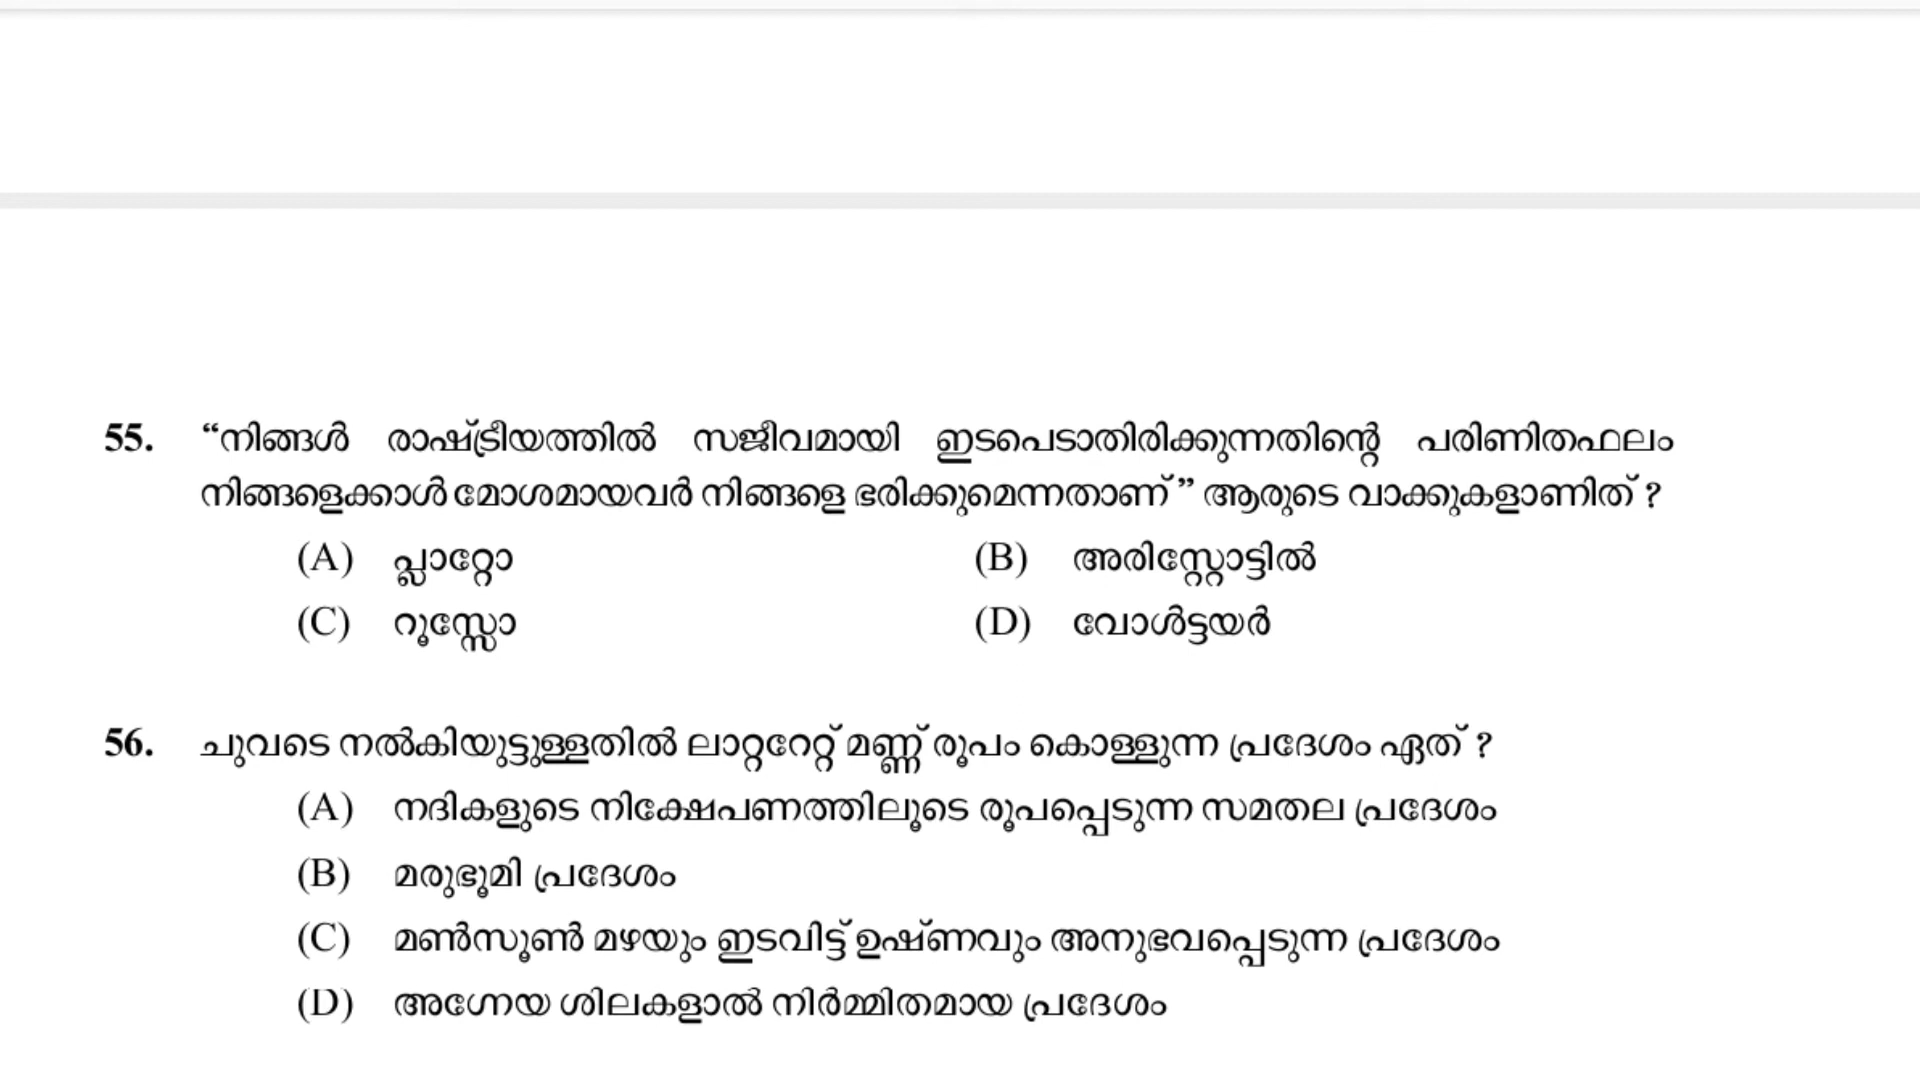 55. “നിങ്ങൾ രാഷ്ട്രീയത്തിൽ സജീവമായി ഇടപെടാതിരിക്കുന്നതിന്റെ പരിണിതഫലം
നിങ്ങളെക്കാൾ മോശമായവർ നിങ്ങളെ ഭരിക്കുമെന്നതാണ്” ആരുടെ വാക്കുകളാണിത് ?
(A) പ്ലാറ്റോ (B) അരിസ്റ്റോട്ടിൽ
(C) റൂസ്സോ (D) വോൾട്ടയർ
56. ചുവടെ നൽകിയുട്ടുള്ളതിൽ ലാറ്ററേറ്റ് മണ്ണ് രൂപം കൊള്ളുന്ന പ്രദേശം ഏത് ?
(A) നദികളുടെ നിക്ഷേപണത്തിലൂടെ രൂപപ്പെടുന്ന സമതല പ്രദേശം
(B) മരുഭൂമി പ്രദേശം
(C) മൺസൂൺ മഴയും ഇടവിട്ട് ഉഷ്ണവും അനുഭവപ്പെടുന്ന പ്രദേശം
(D) അഗ്നേയ ശിലകളാൽ നിർമ്മിതമായ പ്രദേശം